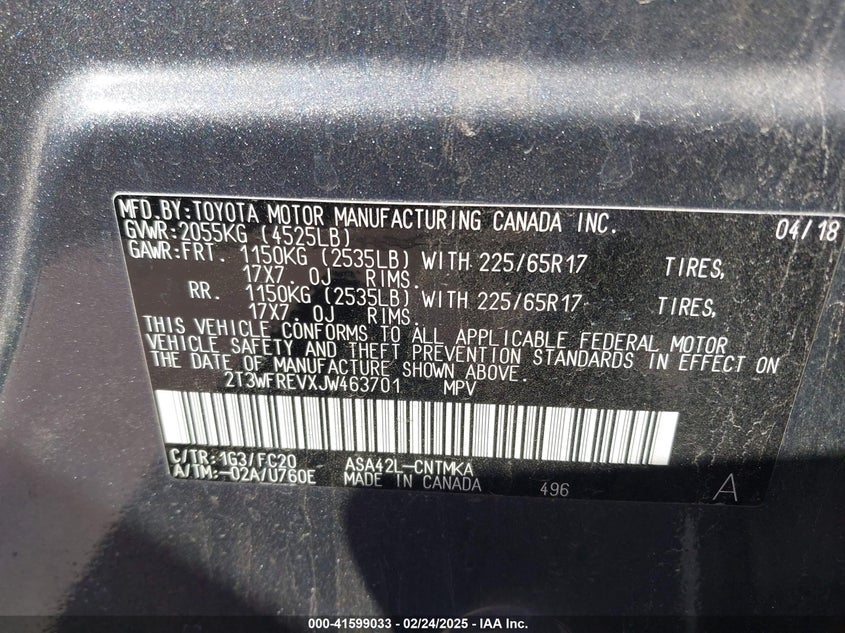 MFD.BY:TOYOTA MOTOR MANUFACTURING CANADA INC. 04/18
GVWR:2055KG (4525LB)
GAWR:FRT. 1150KG (2535LB) WITH 225/65R17 TIRES,
17X7.0J RIMS.
RR. 1150KG (2535LB) WITH 225/65R17 TIRES,
17X7.0J RIMS.
THIS VEHICLE CONFORMS TO ALL APPLICABLE FEDERAL MOTOR
VEHICLE SAFETY AND THEFT PREVENTION STANDARDS IN EFFECT ON
THE DATE OF MANUFACTURE SHOWN ABOVE.
2T3WFREVXJW463701 MPV
C/TR:1G3/FC20 ASA42L-CNTMKA
A/TM:-02A/U760E MADE IN CANADA 496 A
000-41599033 - 02/24/2025 - IAA Inc.